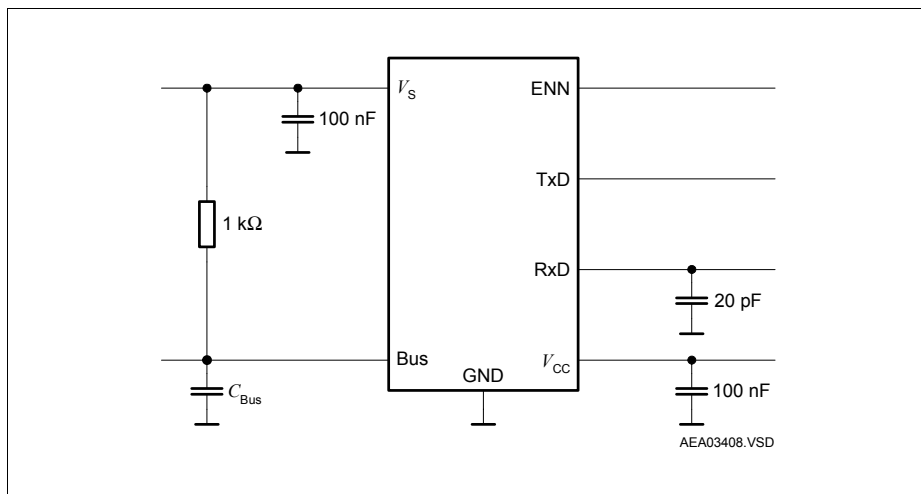 V_S
ENN
100 nF
TxD
1 kΩ
RxD
20 pF
Bus
V_CC
GND
C_Bus
100 nF
AEA03408.VSD